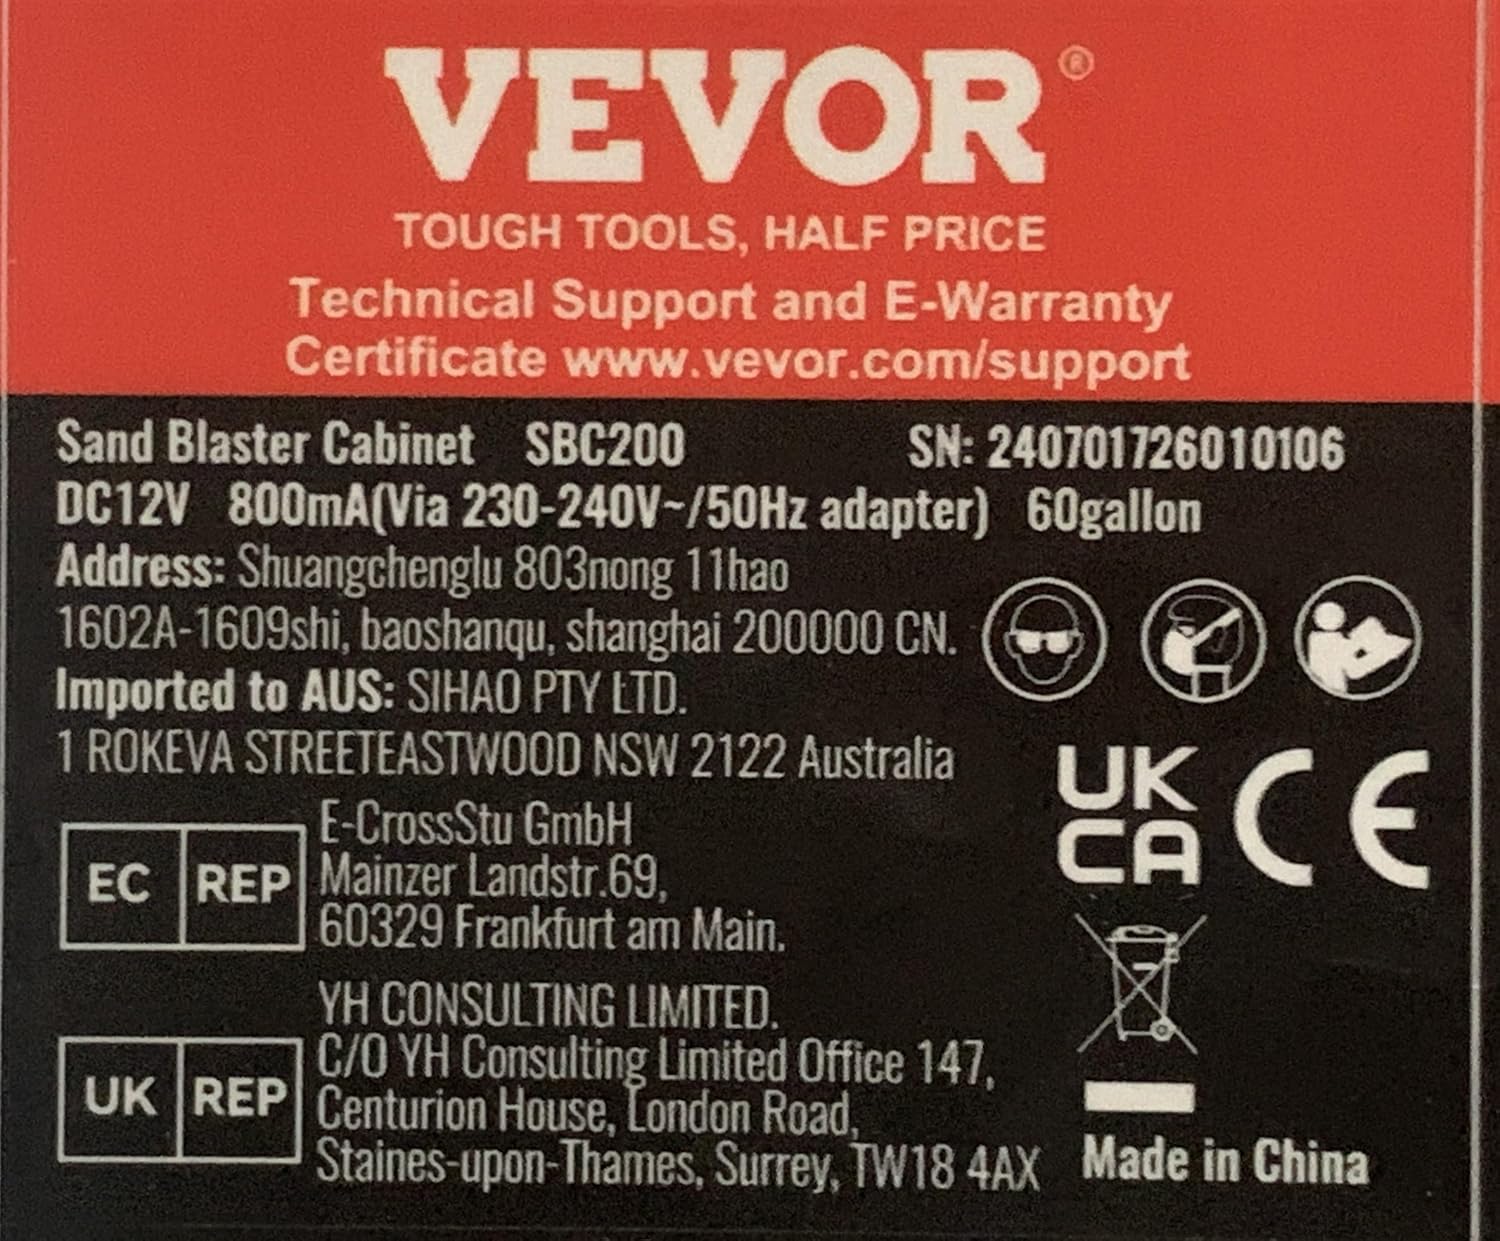 VEVOR®
TOUGH TOOLS, HALF PRICE
Technical Support and E-Warranty
Certificate www.vevor.com/support
Sand Blaster Cabinet SBC200 SN: 240701726010106
DC12V 800mA(Via 230-240V~/50Hz adapter) 60gallon
Address: Shuangchenglu 803nong 11hao
1602A-1609shi, baoshanqu, shanghai 200000 CN.
Imported to AUS: SIHAO PTY LTD.
1 ROKEVA STREETEASTWOOD NSW 2122 Australia
EC REP
E-CrossStu GmbH
Mainzer Landstr.69,
60329 Frankfurt am Main.
UK REP
YH CONSULTING LIMITED.
C/O YH Consulting Limited Office 147,
Centurion House, London Road,
Staines-upon-Thames, Surrey, TW18 4AX
UK
CA
CE
Made in China